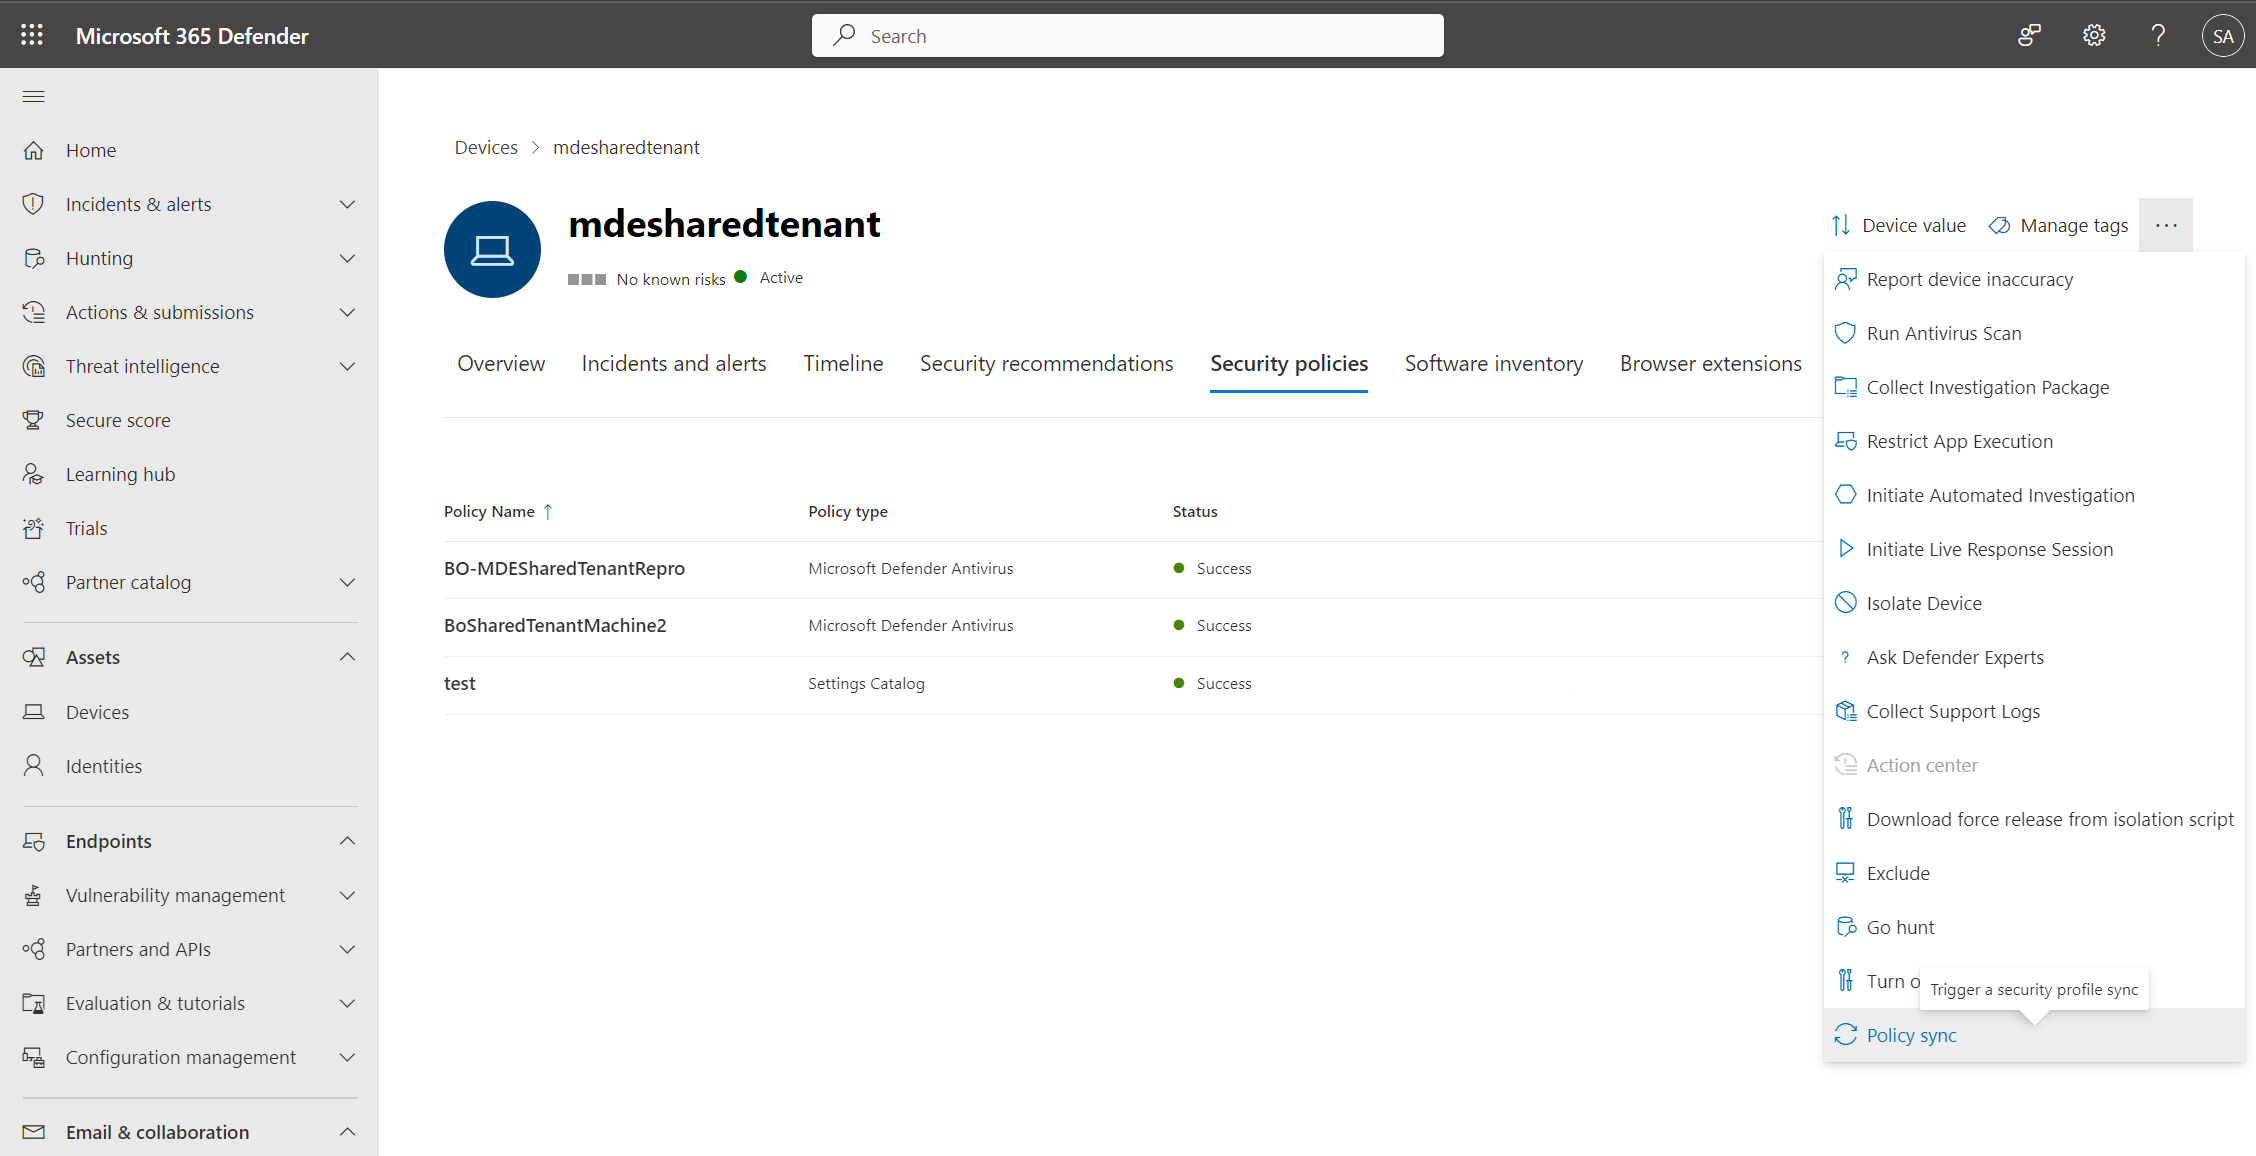 Microsoft 365 Defender
Search
SA
Home
Incidents & alerts
Hunting
Actions & submissions
Threat intelligence
Secure score
Learning hub
Trials
Partner catalog
Assets
Devices
Identities
Endpoints
Vulnerability management
Partners and APIs
Evaluation & tutorials
Configuration management
Email & collaboration
Devices > mdesharedtenant
mdesharedtenant
No known risks Active
Device value Manage tags ...
Overview Incidents and alerts Timeline Security recommendations Security policies Software inventory Browser extensions
Policy Name ↑ Policy type Status
BO-MDESharedTenantRepro Microsoft Defender Antivirus Success
BoSharedTenantMachine2 Microsoft Defender Antivirus Success
test Settings Catalog Success
Report device inaccuracy
Run Antivirus Scan
Collect Investigation Package
Restrict App Execution
Initiate Automated Investigation
Initiate Live Response Session
Isolate Device
? Ask Defender Experts
Collect Support Logs
Action center
Download force release from isolation script
Exclude
Go hunt
Turn o
Trigger a security profile sync
Policy sync